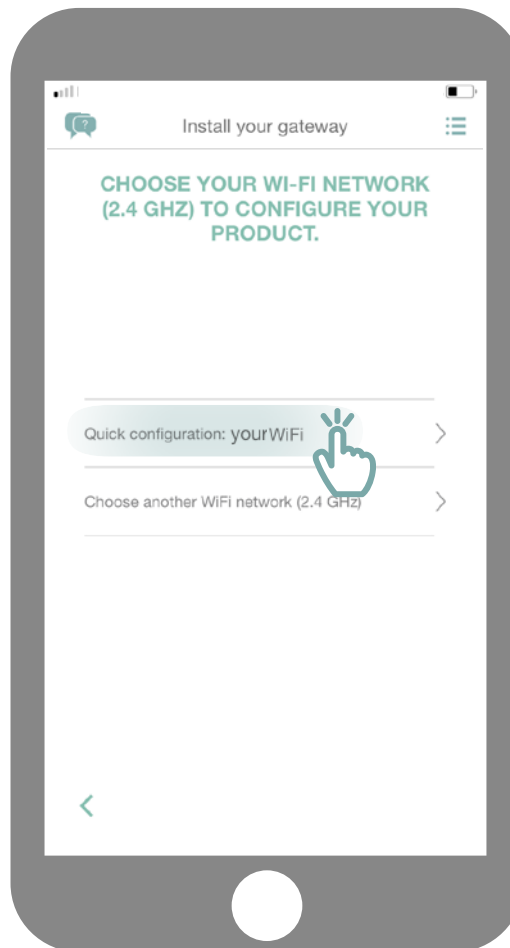 Install your gateway
CHOOSE YOUR WI-FI NETWORK
(2.4 GHZ) TO CONFIGURE YOUR
PRODUCT.
Quick configuration: yourWiFi
Choose another WiFi network (2.4 GHz)